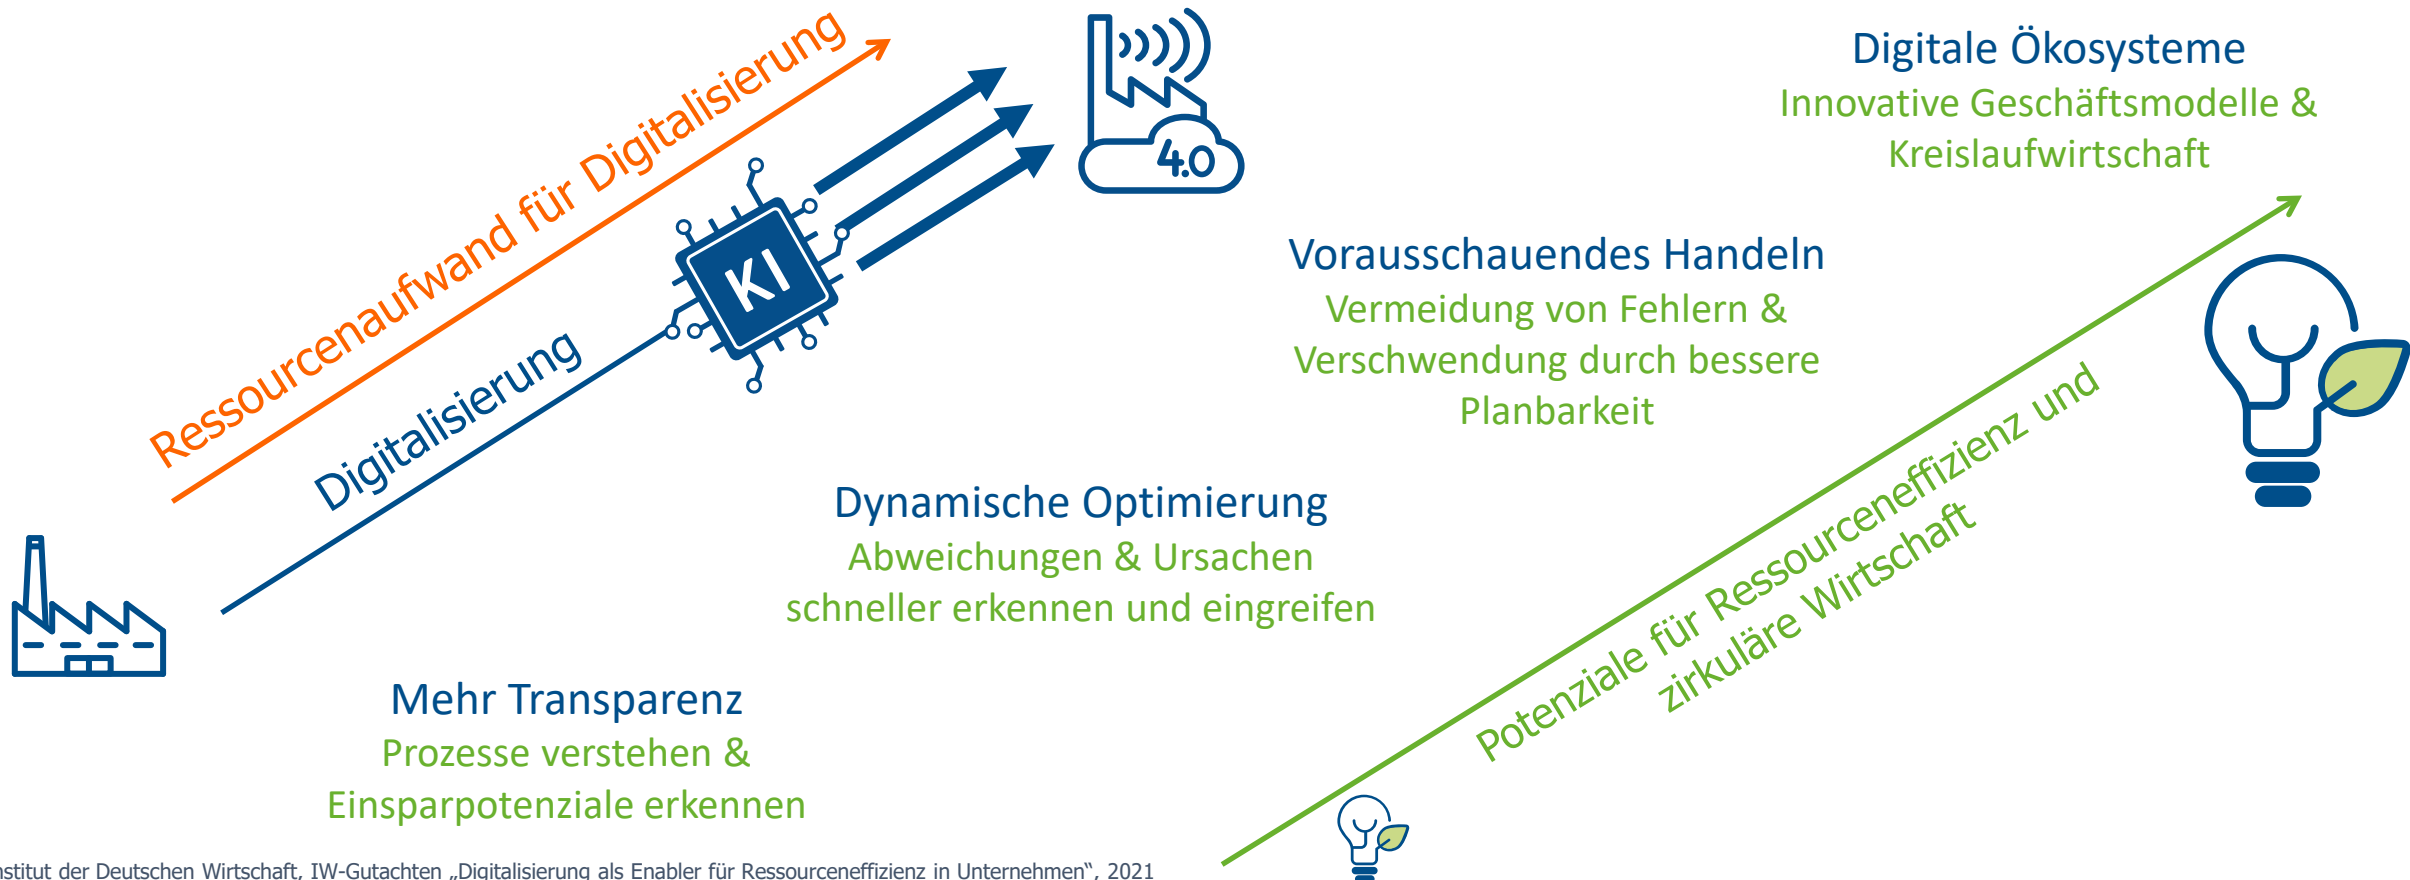 Ressourcenaufwand für Digitalisierung
Digitalisierung
KI
4.0
Digitale Ökosysteme
Innovative Geschäftsmodelle &
Kreislaufwirtschaft
Vorausschauendes Handeln
Vermeidung von Fehlern &
Verschwendung durch bessere
Planbarkeit
Dynamische Optimierung
Abweichungen & Ursachen
schneller erkennen und eingreifen
Mehr Transparenz
Prozesse verstehen &
Einsparpotenziale erkennen
Potenziale für Ressourceneffizienz und
zirkuläre Wirtschaft
nstitut der Deutschen Wirtschaft, IW-Gutachten „Digitalisierung als Enabler für Ressourceneffizienz in Unternehmen“, 2021